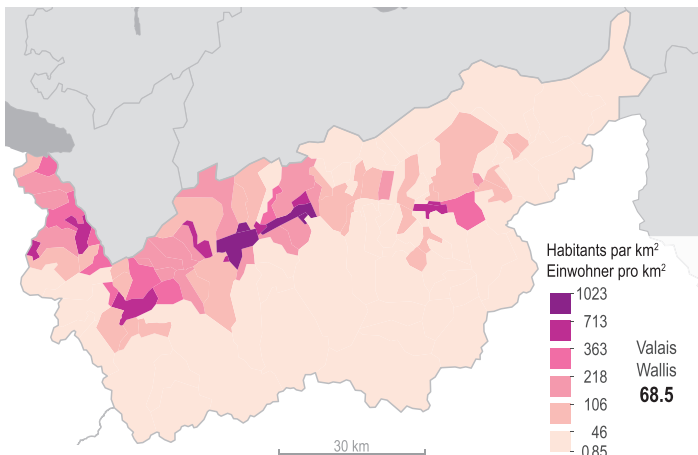 Habitants par km²
Einwohner pro km²
1023
713
363
218
106
46
0.85
Valais
Wallis
68.5
30 km